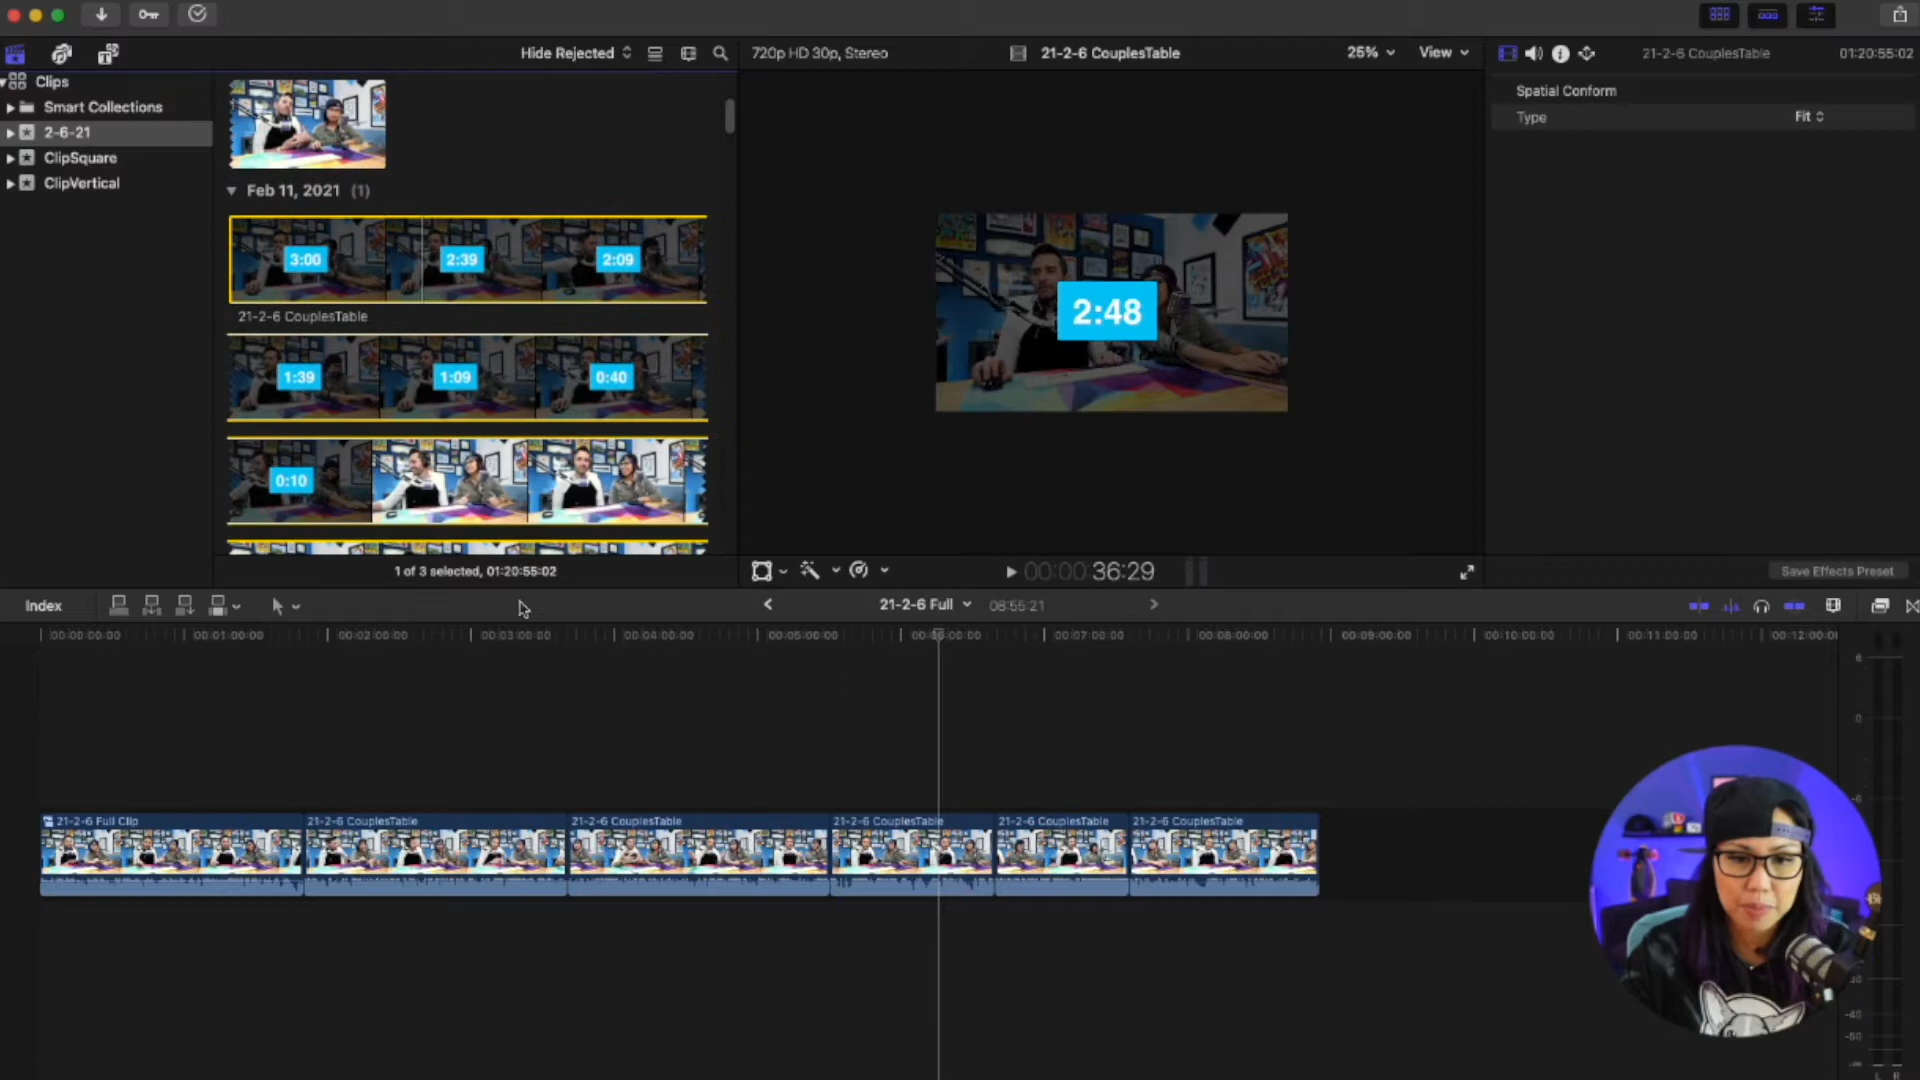 Hide Rejected
720p HD 30p, Stereo
21-2-6 CouplesTable
25%
View
21-2-6 CouplesTable
01:20:55:02
Clips
Smart Collections
2-6-21
ClipSquare
ClipVertical
Feb 11, 2021 (1)
3:00
2:39
2:09
21-2-6 CouplesTable
1:39
1:09
0:40
0:10
1 of 3 selected, 01:20:55:02
2:48
00:00:36:29
Spatial Conform
Type
Fit
Save Effects Preset
Index
21-2-6 Full
08:55:21
00:00:00:00
00:01:00:00
00:02:00:00
00:03:00:00
00:04:00:00
00:05:00:00
00:06:00:00
00:07:00:00
00:08:00:00
00:09:00:00
00:10:00:00
00:11:00:00
00:12:00:0
21-2-6 Full Clip
21-2-6 CouplesTable
21-2-6 CouplesTable
21-2-6 CouplesTable
21-2-6 CouplesTable
21-2-6 CouplesTable
6
0
-6
-40
-50
L R